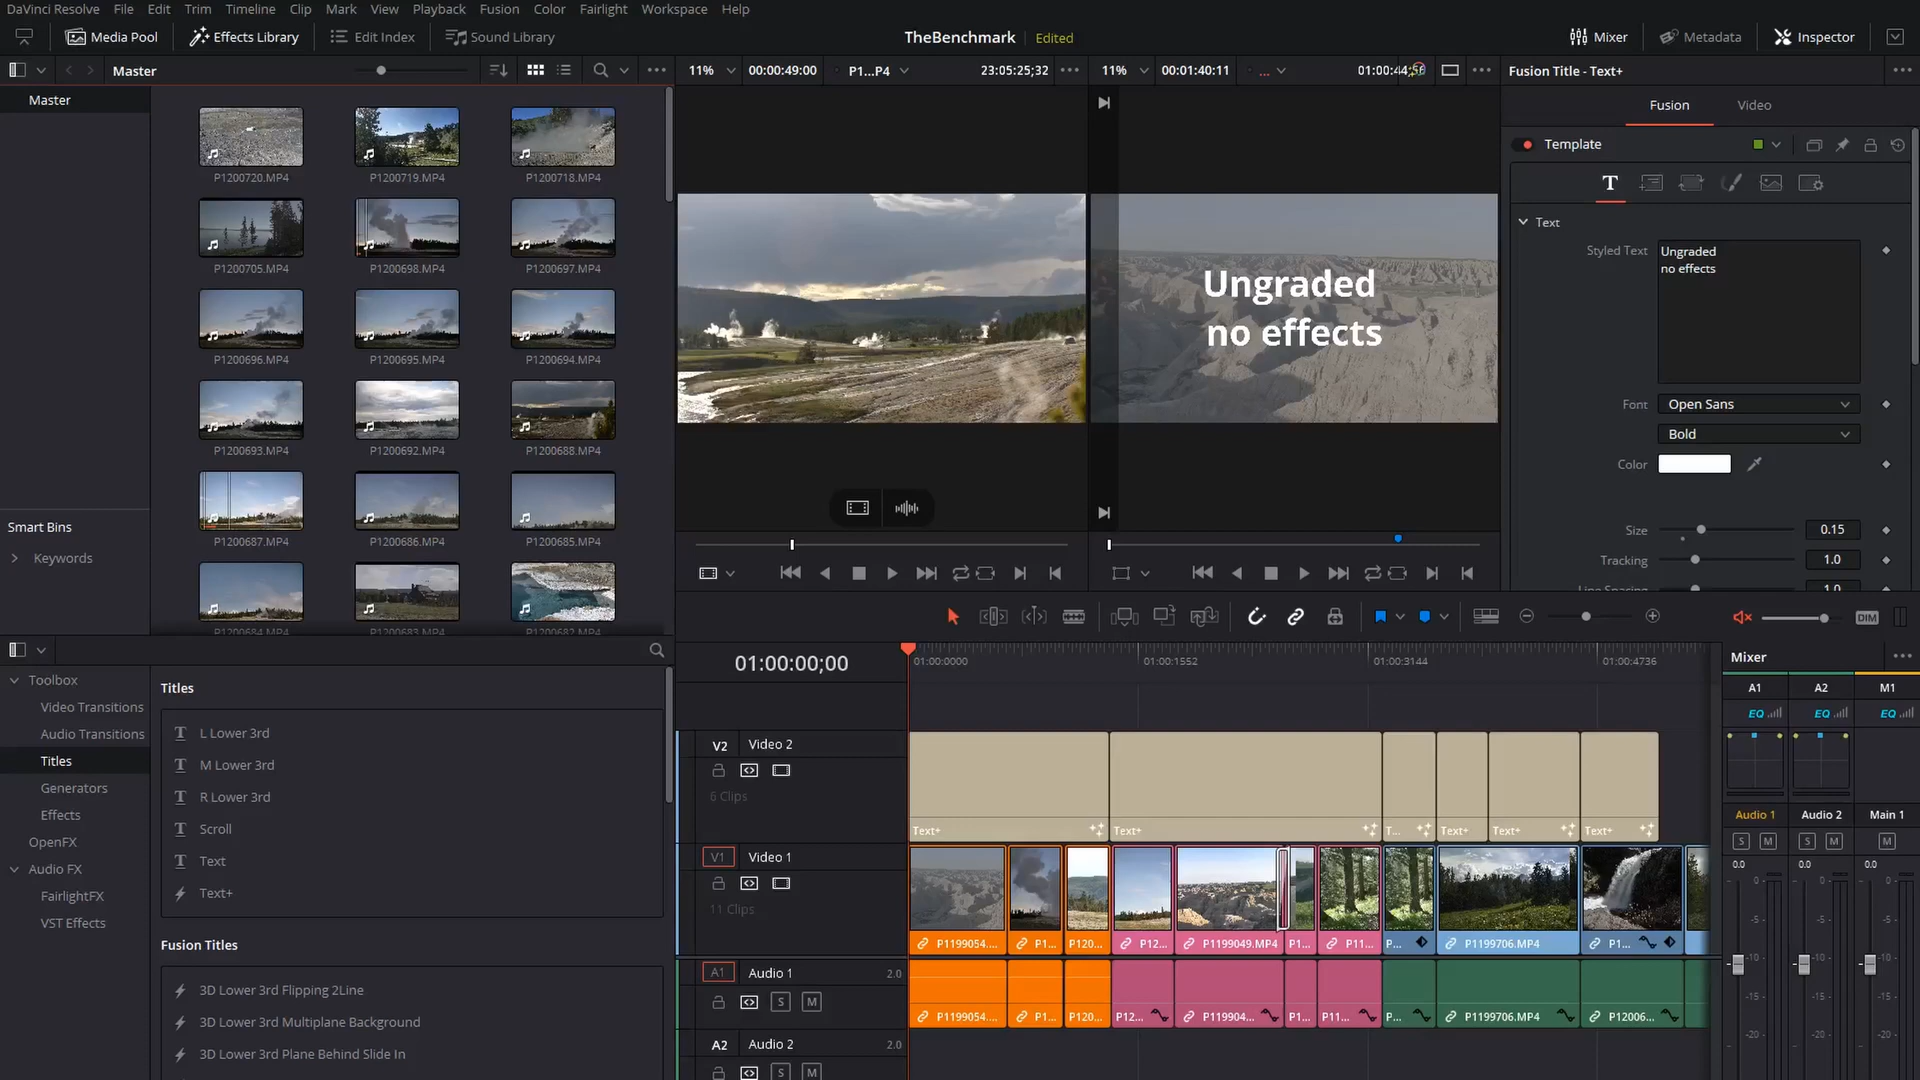 DaVinci Resolve File Edit Trim Timeline Clip Mark View Playback Fusion Color Fairlight Workspace Help
Media Pool Effects Library Edit Index Sound Library TheBenchmark Edited Mixer Metadata Inspector
Master 11% 00:00:49:00 P1...P4 23:05:25;32 11% 00:01:40:11 ... Fusion Title - Text+
Master
Fusion Video
Template
P1200720.MP4 P1200719.MP4 P1200718.MP4
T
Text
Styled Text Ungraded
no effects
P1200705.MP4 P1200698.MP4 P1200697.MP4
Ungraded
no effects
P1200696.MP4 P1200695.MP4 P1200694.MP4
Font Open Sans
Bold
P1200693.MP4 P1200692.MP4 P1200688.MP4
Color
Smart Bins
Size 0.15
P1200687.MP4 P1200686.MP4 P1200685.MP4
Keywords
Tracking 1.0
Line Spacing 1.0
P1200684.MP4 P1200683.MP4 P1200682.MP4
DIM
01:00:00;00 01:00:0000 01:00:1552 01:00:3144 01:00:4736 Mixer
Toolbox
Video Transitions
Audio Transitions
Titles
Generators
Effects
OpenFX
Audio FX
FairlightFX
VST Effects
Titles
T L Lower 3rd
T M Lower 3rd
T R Lower 3rd
T Scroll
T Text
Text+
Fusion Titles
3D Lower 3rd Flipping 2Line
3D Lower 3rd Multiplane Background
3D Lower 3rd Plane Behind Slide In
V2 Video 2
6 Clips
Text+ Text+ T... Text+ Text+ Text+
V1 Video 1
11 Clips
P1199054.... P1... P120... P12... P1199049.MP4 P1... P11... P... P1199706.MP4 P1...
A1 Audio 1 2.0
S M
P1199054.... P1... P120... P12... P119904... P1... P11... P... P1199706.MP4 P12006...
A2 Audio 2 2.0
S M
A1 A2 M1
EQ EQ EQ
Audio 1 Audio 2 Main 1
S M S M M
0.0 0.0 0.0
0 0 0
-5 -5 -5
-10 -10 -10
-15 -15 -15
-20 -20 -20